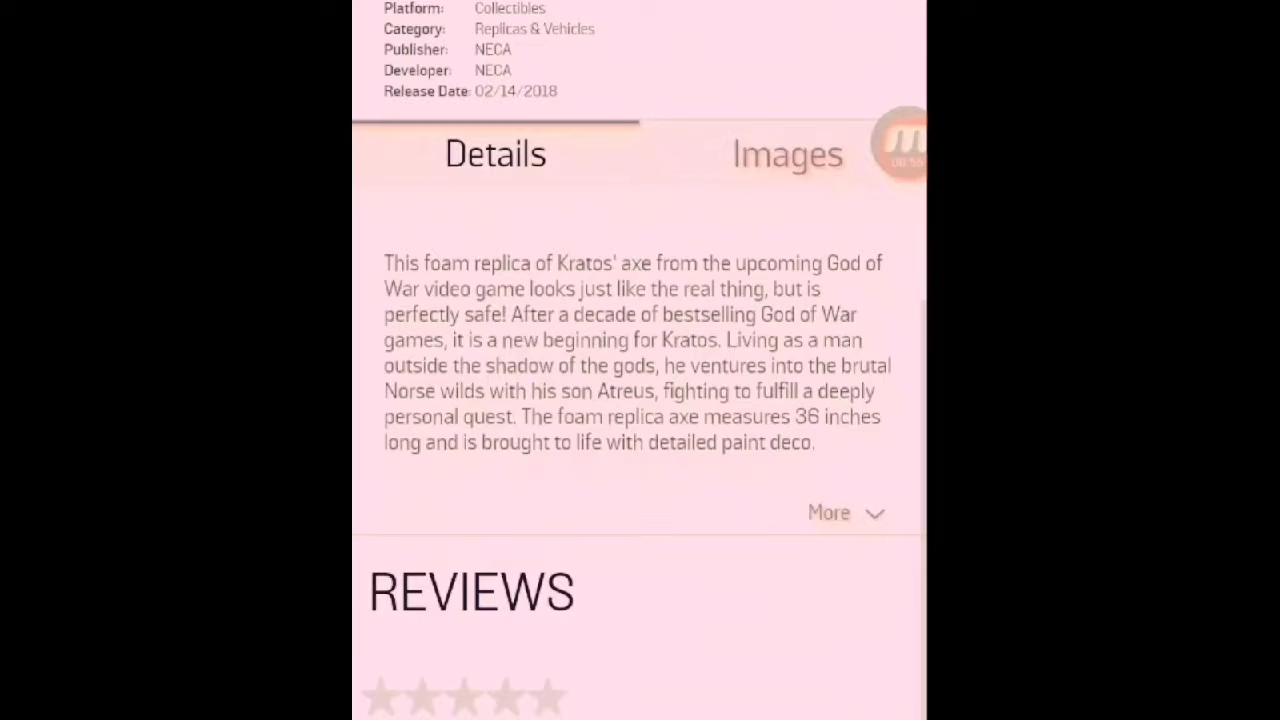 Platform: Collectibles
Category: Replicas & Vehicles
Publisher: NECA
Developer: NECA
Release Date: 02/14/2018
Details Images
00:56
This foam replica of Kratos' axe from the upcoming God of
War video game looks just like the real thing, but is
perfectly safe! After a decade of bestselling God of War
games, it is a new beginning for Kratos. Living as a man
outside the shadow of the gods, he ventures into the brutal
Norse wilds with his son Atreus, fighting to fulfill a deeply
personal quest. The foam replica axe measures 36 inches
long and is brought to life with detailed paint deco.
More
REVIEWS